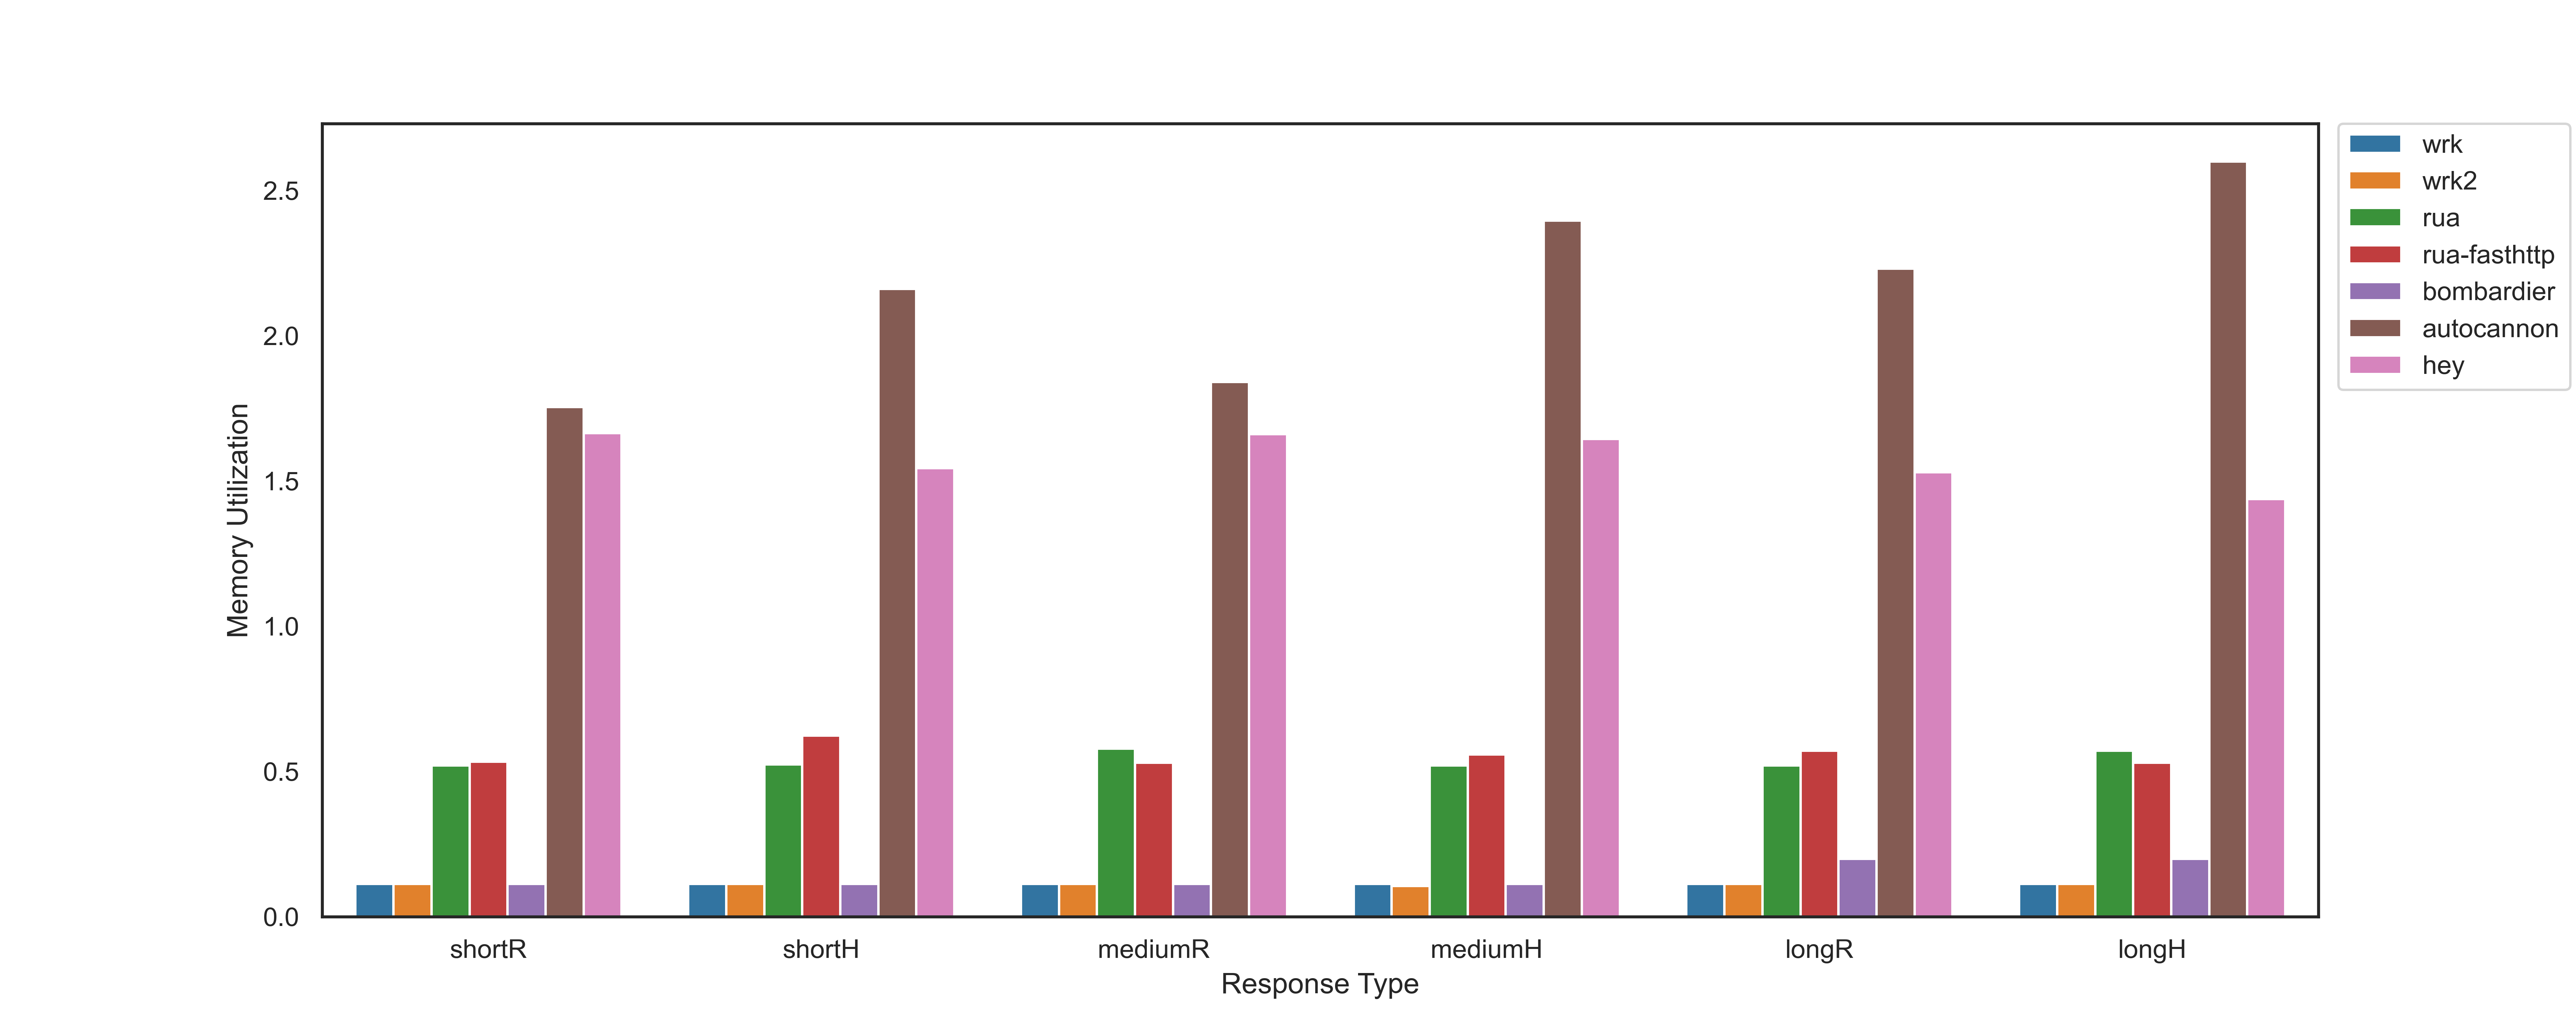 2.5
2.0
1.5
1.0
0.5
0.0
Memory Utilization
shortR shortH mediumR mediumH longR longH
Response Type
wrk
wrk2
rua
rua-fasthttp
bombardier
autocannon
hey